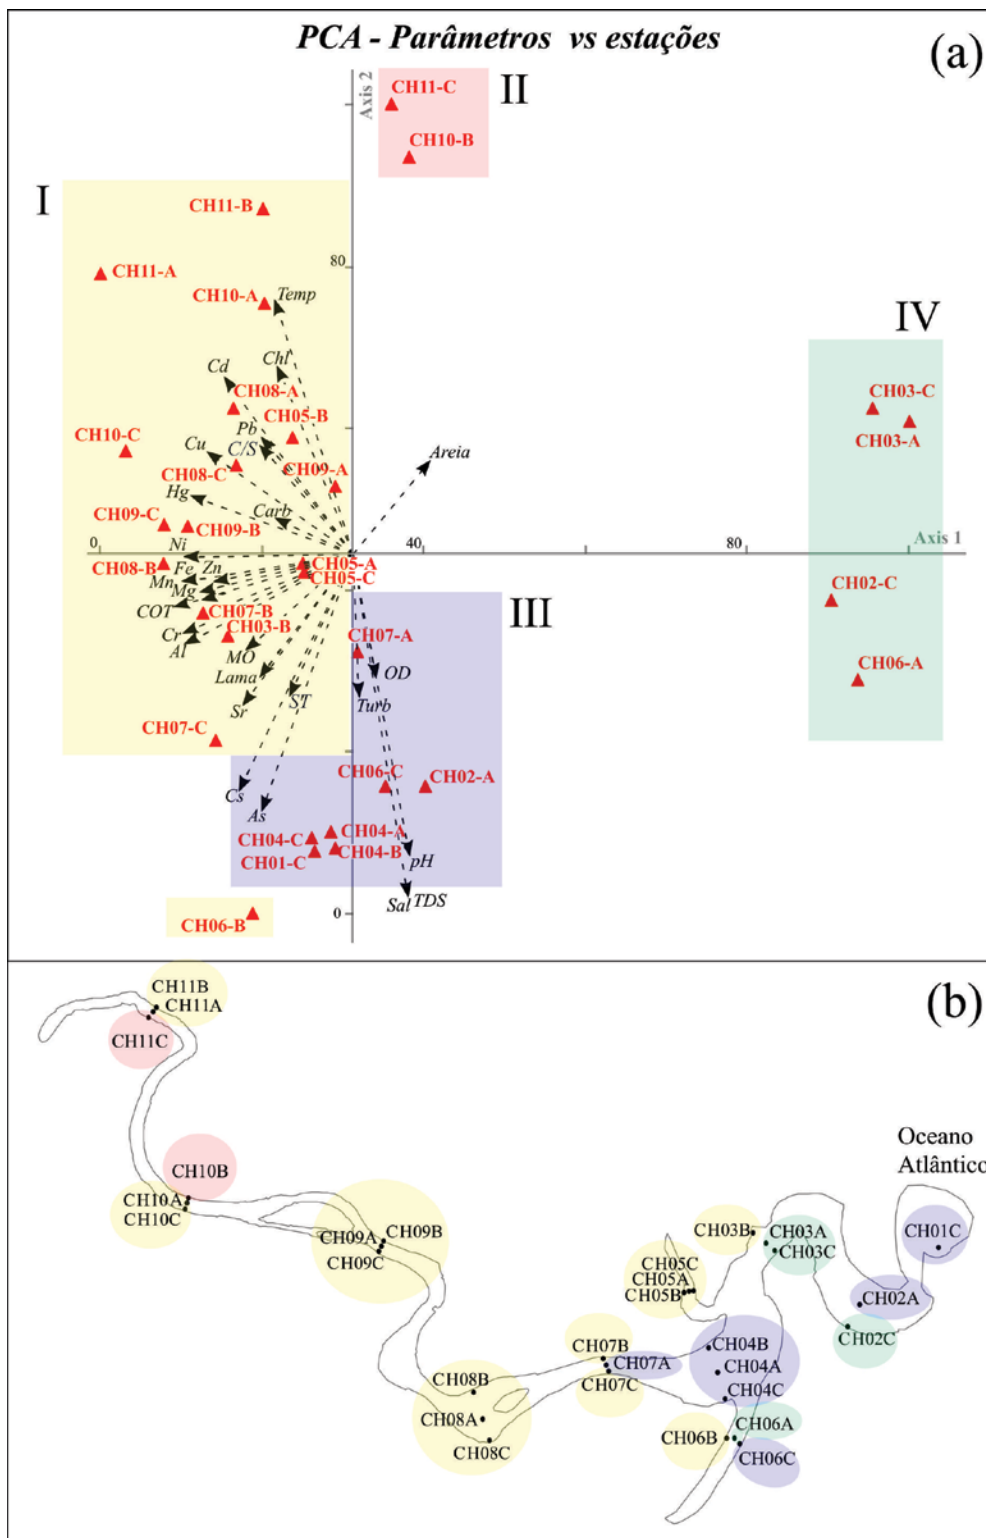 PCA - Parâmetros vs estações
(a)
Axis 2
CH11-C
II
CH10-B
I
CH11-B
80
CH11-A
CH10-A
Temp
IV
Chl
Cd
CH08-A
CH03-C
CH05-B
Pb
CH03-A
CH10-C
Cu
C/S
Areia
CH08-C
CH09-A
Hg
Carb
CH09-C
CH09-B
Ni
0
40
80
Axis 1
CH08-B
Fe
Zn
CH05-A
Mn
CH05-C
Mg
COT
CH07-B
III
CH02-C
Cr
CH03-B
CH07-A
Al
MO
OD
CH06-A
Lama
Sr
ST
Turb
CH07-C
CH06-C
CH02-A
Cs
As
CH04-A
CH04-C
CH04-B
CH01-C
pH
Sal
TDS
0
CH06-B
CH11B
CH11A
(b)
CH11C
Oceano
Atlântico
CH10B
CH10A
CH10C
CH09B
CH09A
CH09C
CH03B
CH03A
CH03C
CH01C
CH05C
CH05A
CH05B
CH02A
CH02C
CH07B
CH07A
CH07C
CH04B
CH04A
CH04C
CH08B
CH08A
CH08C
CH06B
CH06A
CH06C